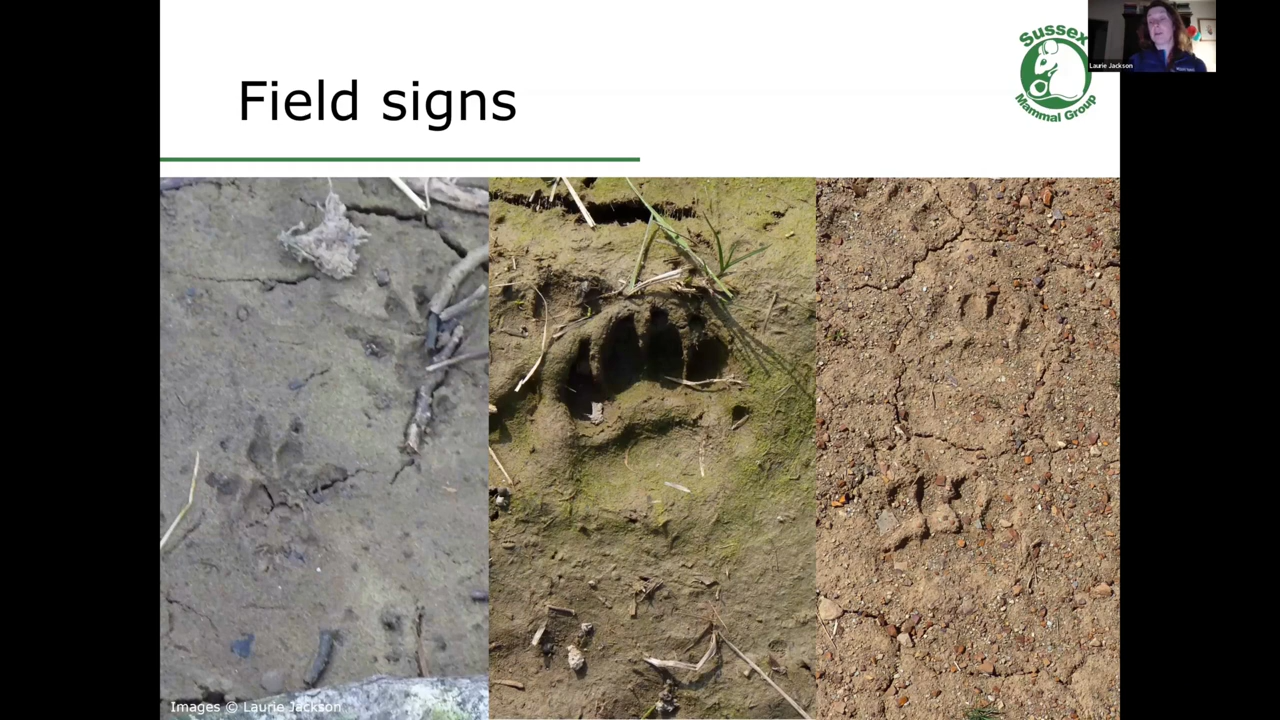 Field signs
Sussex
Mammal Group
Laurie Jackson
Images © Laurie Jackson